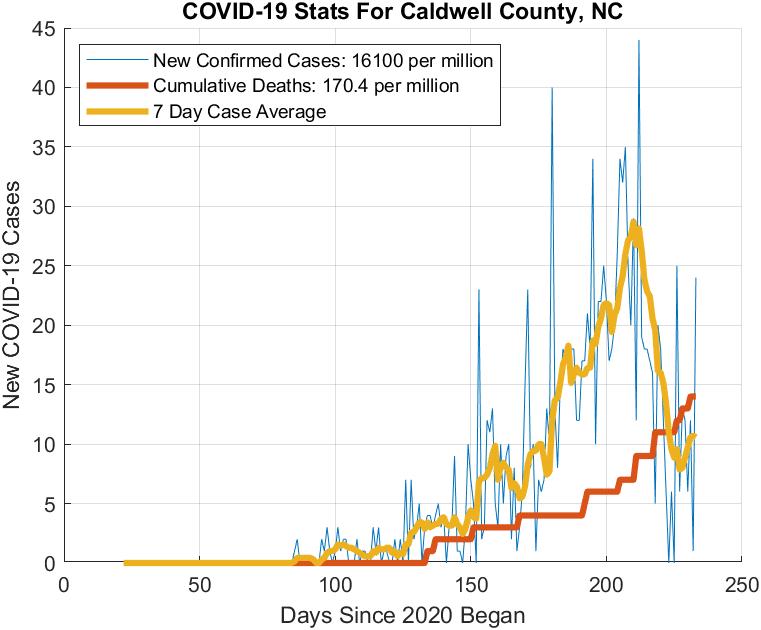 COVID-19 Stats For Caldwell County, NC
New Confirmed Cases: 16100 per million
Cumulative Deaths: 170.4 per million
7 Day Case Average
New COVID-19 Cases
45
40
35
30
25
20
15
10
5
0
0 50 100 150 200 250
Days Since 2020 Began